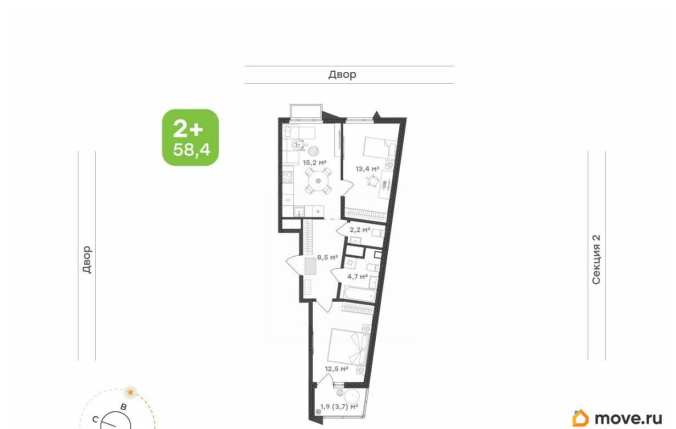 Двор
2+
58,4
15,2 м²
13,4 м²
2,2 м²
Двор
8,5 м²
4,7 м²
Секция 2
12,5 м²
1,9 (3,7) м²
В
С
move.ru